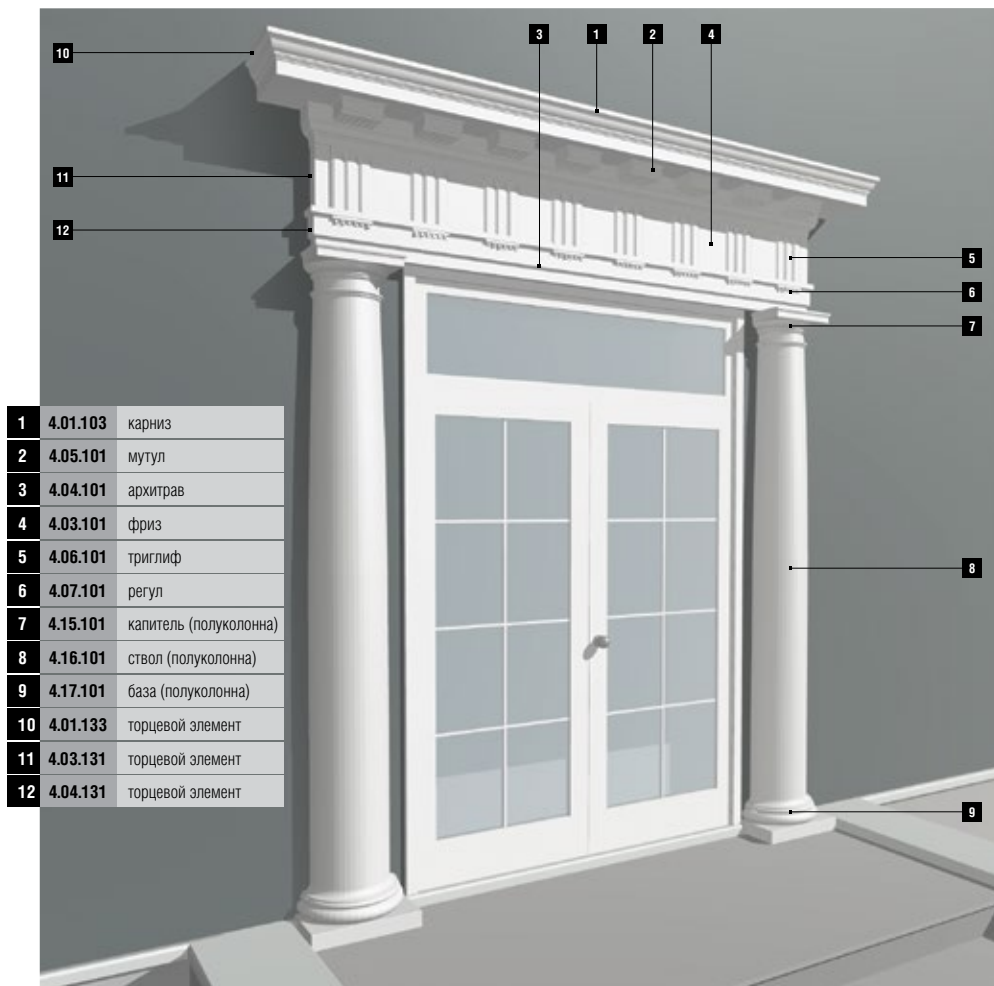 3 1 2 4
10
11
12
5
6
7
8
9
1 4.01.103 карниз
2 4.05.101 мутул
3 4.04.101 архитрав
4 4.03.101 фриз
5 4.06.101 триглиф
6 4.07.101 регул
7 4.15.101 капитель (полуколонна)
8 4.16.101 ствол (полуколонна)
9 4.17.101 база (полуколонна)
10 4.01.133 торцевой элемент
11 4.03.131 торцевой элемент
12 4.04.131 торцевой элемент